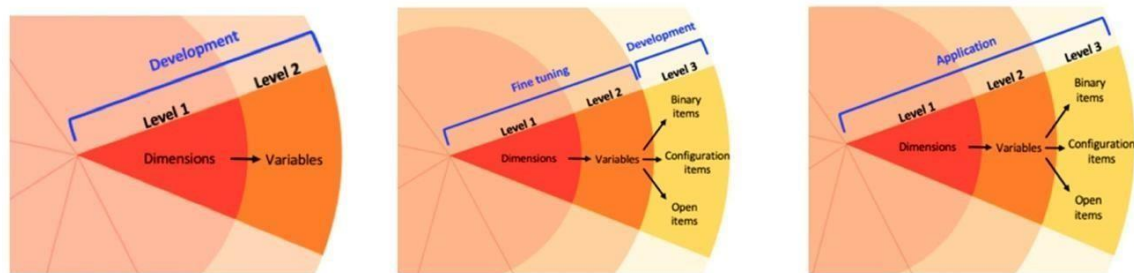 Development
Level 1
Level 2
Dimensions
Variables
Development
Fine tuning
Level 1
Level 2
Level 3
Dimensions
Variables
Binary
items
Configuration
items
Open
items
Application
Level 1
Level 2
Level 3
Dimensions
Variables
Binary
items
Configuration
items
Open
items